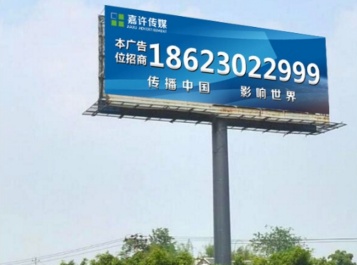 嘉许传媒
本广告
位招商
18623022999
传播中国 影响世界